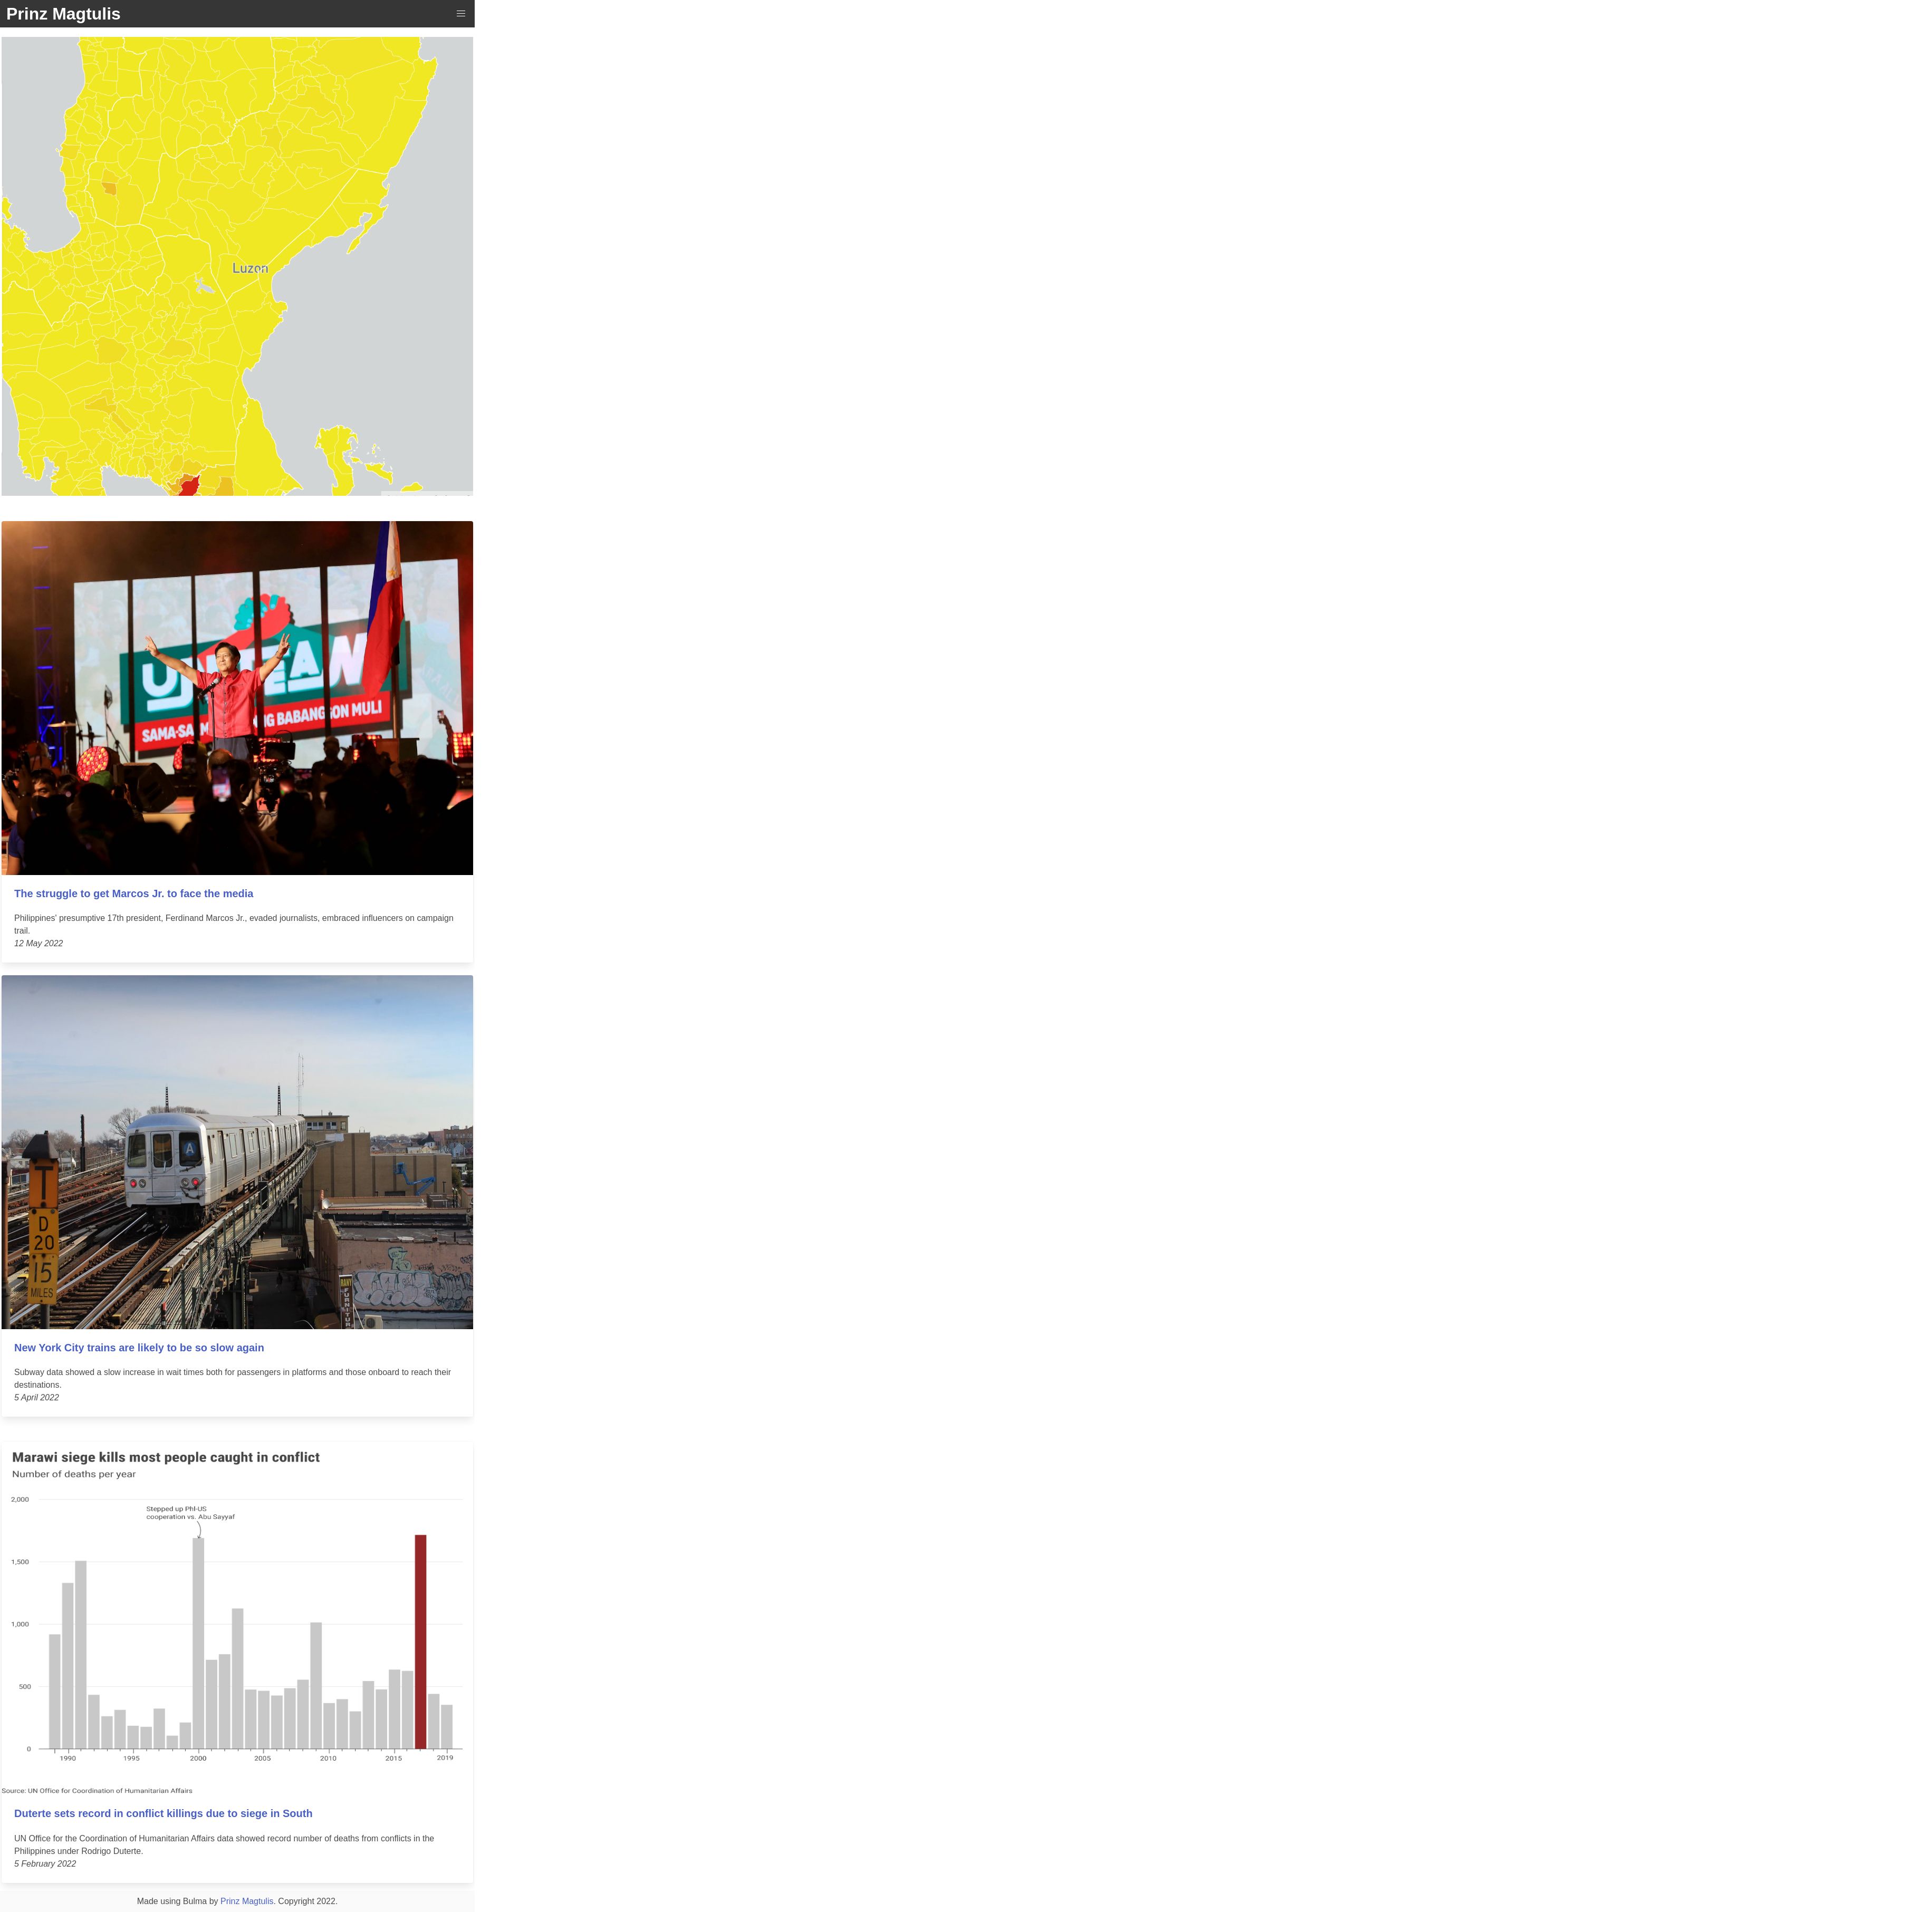 Prinz Magtulis
Luzon
SAMA-SA
NG BABANGON MULI
A
T
D
20
15
MILES
FURNITUR
The struggle to get Marcos Jr. to face the media
Philippines' presumptive 17th president, Ferdinand Marcos Jr., evaded journalists, embraced influencers on campaign
trail.
12 May 2022
New York City trains are likely to be so slow again
Subway data showed a slow increase in wait times both for passengers in platforms and those onboard to reach their
destinations.
5 April 2022
Marawi siege kills most people caught in conflict
Number of deaths per year
2,000
Stepped up PhI-US
cooperation vs. Abu Sayyaf
1,500
1,000
500
0
1990 1995 2000 2005 2010 2015 2019
Source: UN Office for Coordination of Humanitarian Affairs
Duterte sets record in conflict killings due to siege in South
UN Office for the Coordination of Humanitarian Affairs data showed record number of deaths from conflicts in the
Philippines under Rodrigo Duterte.
5 February 2022
Made using Bulma by Prinz Magtulis. Copyright 2022.